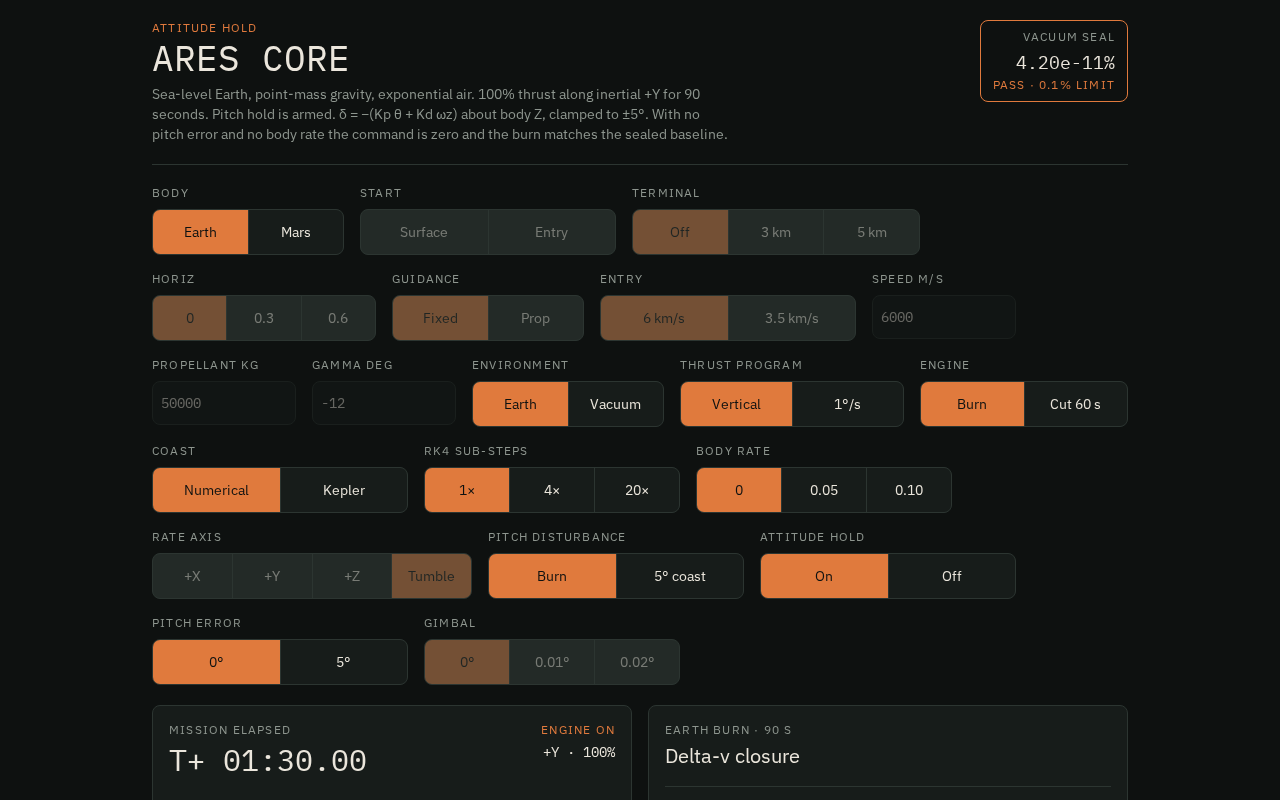 ATTITUDE HOLD
ARES CORE
Sea-level Earth, point-mass gravity, exponential air. 100% thrust along inertial +Y for 90
seconds. Pitch hold is armed. δ = −(Kp θ + Kd ωz) about body Z, clamped to ±5°. With no
pitch error and no body rate the command is zero and the burn matches the sealed baseline.
VACUUM SEAL
4.20e-11%
PASS · 0.1% LIMIT
BODY START TERMINAL
Earth Mars Surface Entry Off 3 km 5 km
HORIZ GUIDANCE ENTRY SPEED M/S
0 0.3 0.6 Fixed Prop 6 km/s 3.5 km/s 6000
PROPELLANT KG GAMMA DEG ENVIRONMENT THRUST PROGRAM ENGINE
50000 -12 Earth Vacuum Vertical 1°/s Burn Cut 60 s
COAST RK4 SUB-STEPS BODY RATE
Numerical Kepler 1× 4× 20× 0 0.05 0.10
RATE AXIS PITCH DISTURBANCE ATTITUDE HOLD
+X +Y +Z Tumble Burn 5° coast On Off
PITCH ERROR GIMBAL
0° 5° 0° 0.01° 0.02°
MISSION ELAPSED ENGINE ON
T+ 01:30.00 +Y · 100%
EARTH BURN · 90 S
Delta-v closure